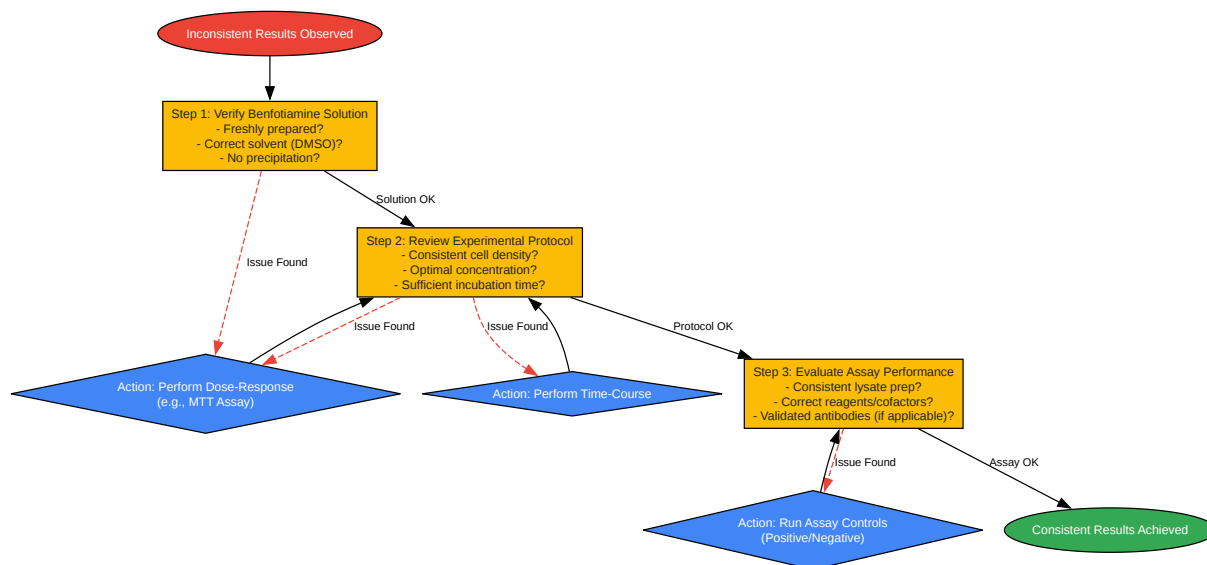 Inconsistent Results Observed
Step 1: Verify Benfotiamine Solution
- Freshly prepared?
- Correct solvent (DMSO)?
- No precipitation?
Solution OK
Issue Found
Step 2: Review Experimental Protocol
- Consistent cell density?
- Optimal concentration?
- Sufficient incubation time?
Issue Found
Issue Found
Protocol OK
Action: Perform Dose-Response
(e.g., MTT Assay)
Action: Perform Time-Course
Step 3: Evaluate Assay Performance
- Consistent lysate prep?
- Correct reagents/cofactors?
- Validated antibodies (if applicable)?
Issue Found
Assay OK
Action: Run Assay Controls
(Positive/Negative)
Consistent Results Achieved